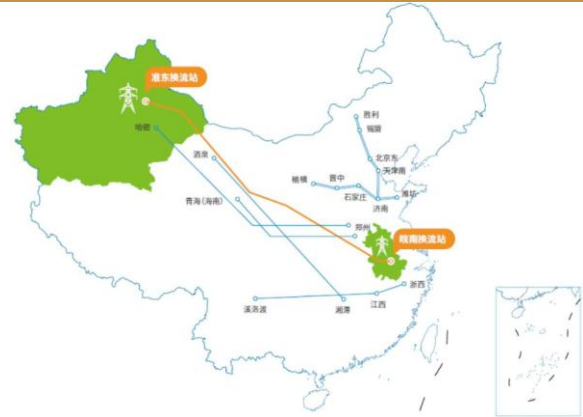 准东换流站
哈密
酒泉
青海(海南)
胜利
锡盟
北京东
天津南
榆横
晋中
石家庄
济南
潍坊
郑州
皖南换流站
浙西
江西
湘潭
溪洛渡